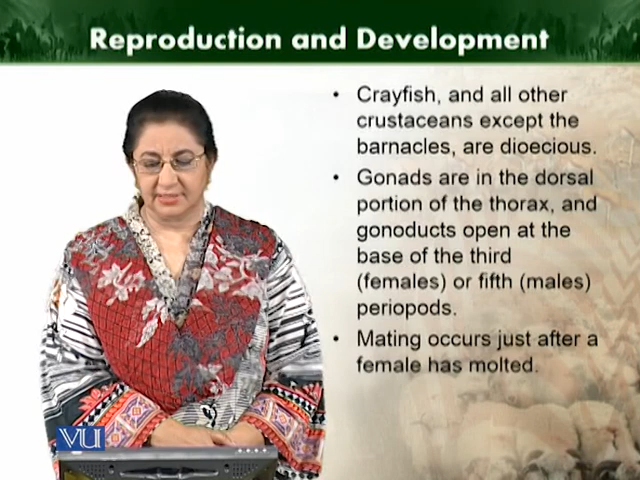 Reproduction and Development
• Crayfish, and all other
crustaceans except the
barnacles, are dioecious.
• Gonads are in the dorsal
portion of the thorax, and
gonoducts open at the
base of the third
(females) or fifth (males)
periopods.
• Mating occurs just after a
female has molted.
VU